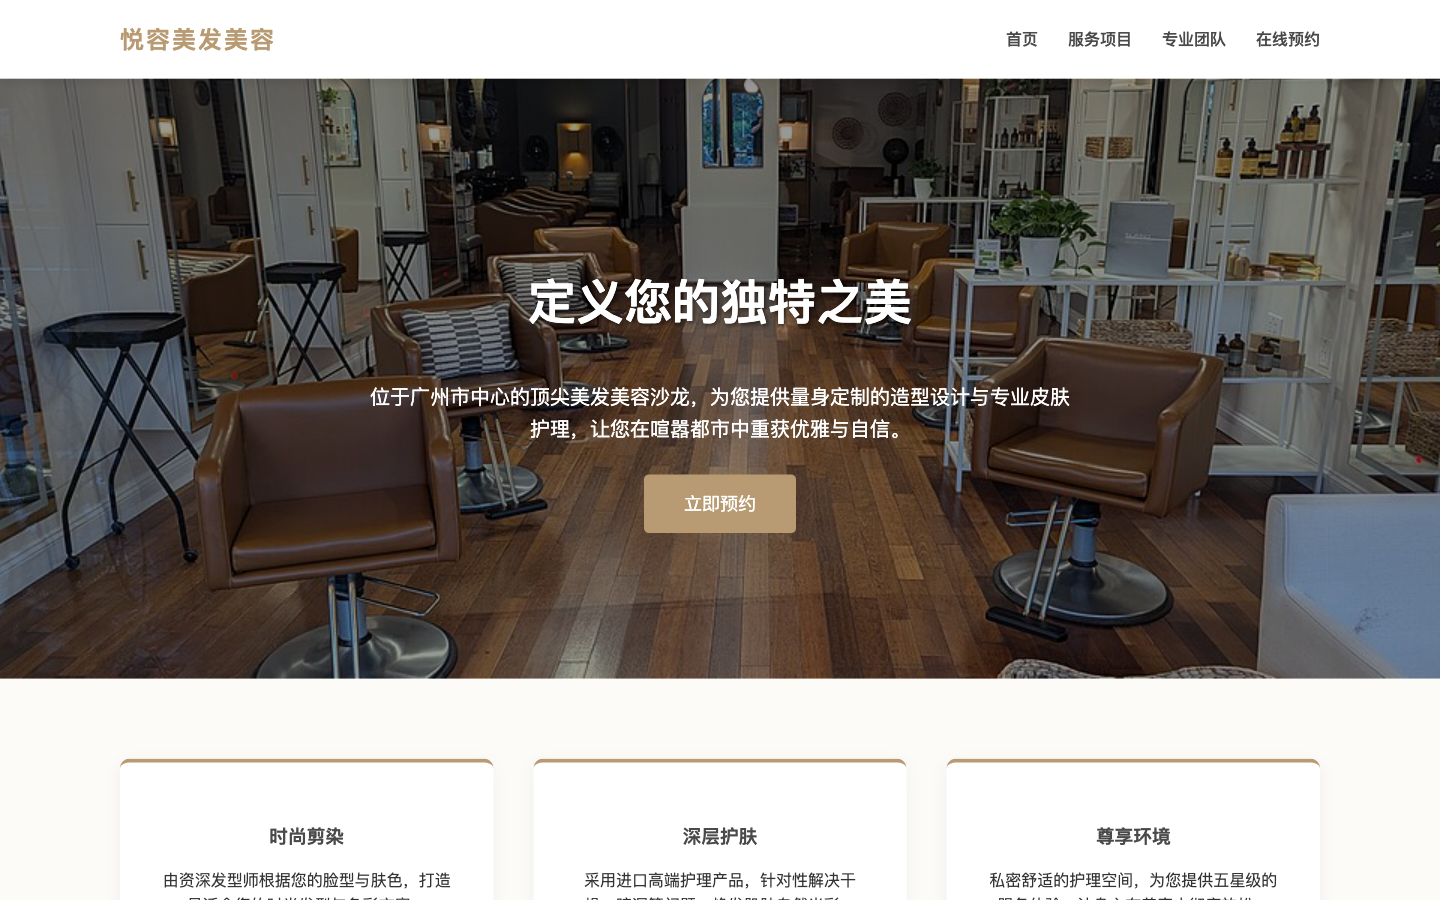 悦容美发美容
首页 服务项目 专业团队 在线预约
定义您的独特之美
位于广州市中心的顶尖美发美容沙龙，为您提供量身定制的造型设计与专业皮肤
护理，让您在喧嚣都市中重获优雅与自信。
立即预约
时尚剪染
由资深发型师根据您的脸型与肤色，打造
深层护肤
采用进口高端护理产品，针对性解决干
尊享环境
私密舒适的护理空间，为您提供五星级的